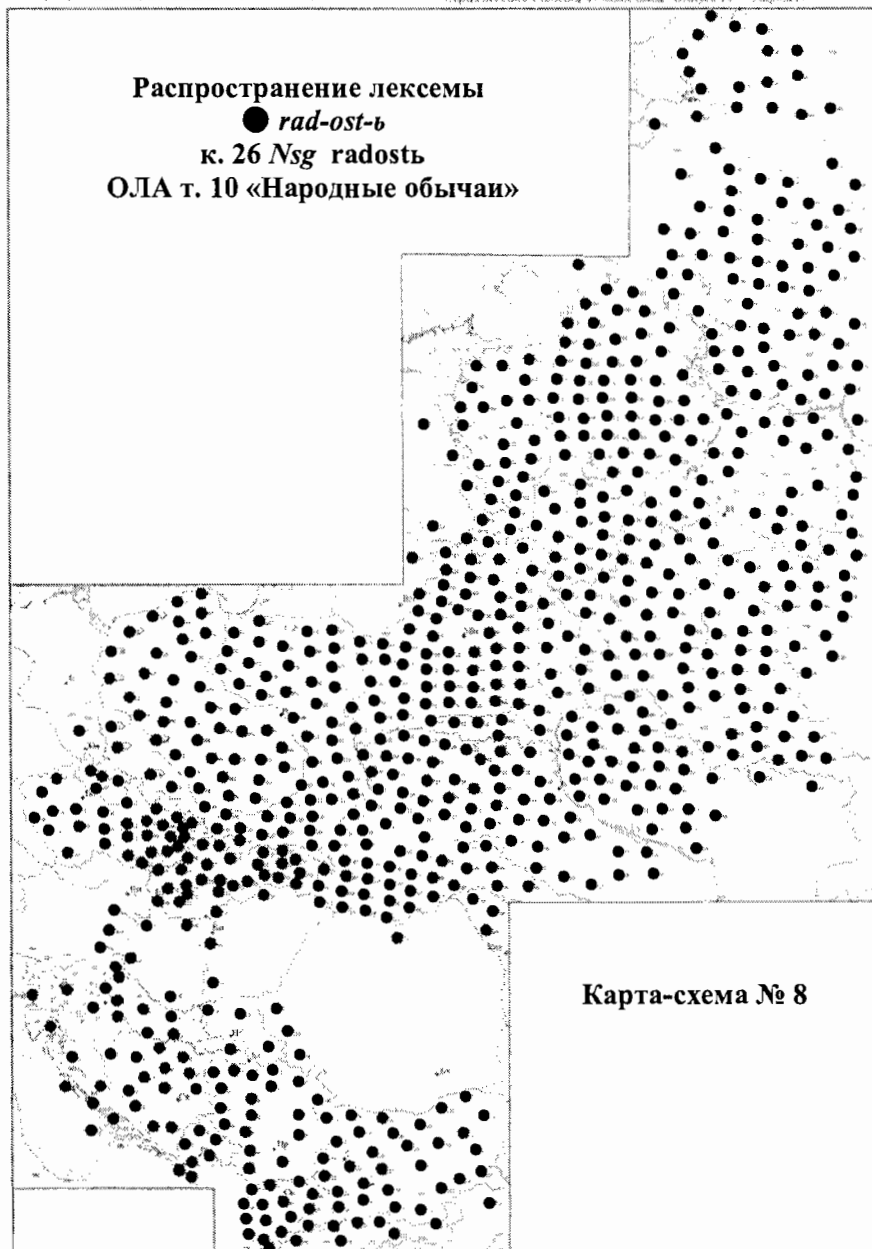 Распространение лексемы
● rad-ost-ь
к. 26 Nsg radostь
ОЛА т. 10 «Народные обычаи»
Карта-схема № 8